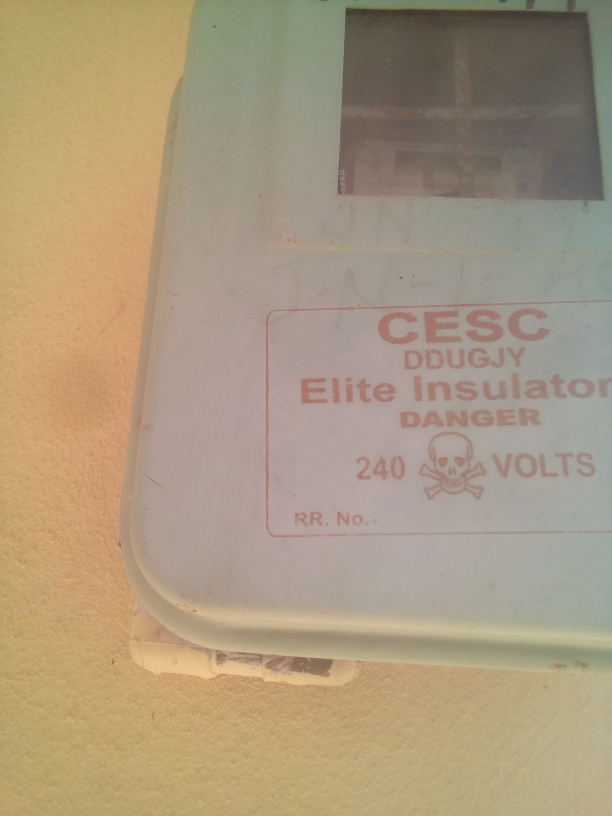 CESC
DDUGJY
Elite Insulator
DANGER
240 VOLTS
RR. No.